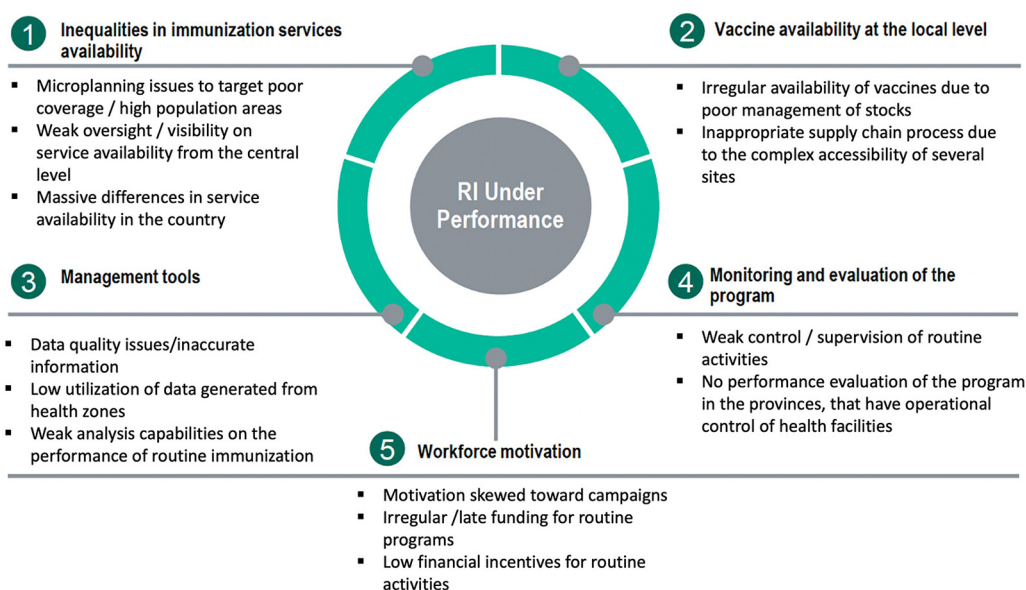 1
Inequalities in immunization services
availability
▪ Microplanning issues to target poor
coverage / high population areas
▪ Weak oversight / visibility on
service availability from the central
level
▪ Massive differences in service
availability in the country
2
Vaccine availability at the local level
▪ Irregular availability of vaccines due to
poor management of stocks
▪ Inappropriate supply chain process due
to the complex accessibility of several
sites
RI Under
Performance
3
Management tools
▪ Data quality issues/inaccurate
information
▪ Low utilization of data generated from
health zones
▪ Weak analysis capabilities on the
performance of routine immunization
4
Monitoring and evaluation of the
program
▪ Weak control / supervision of routine
activities
▪ No performance evaluation of the program
in the provinces, that have operational
control of health facilities
5
Workforce motivation
▪ Motivation skewed toward campaigns
▪ Irregular /late funding for routine
programs
▪ Low financial incentives for routine
activities